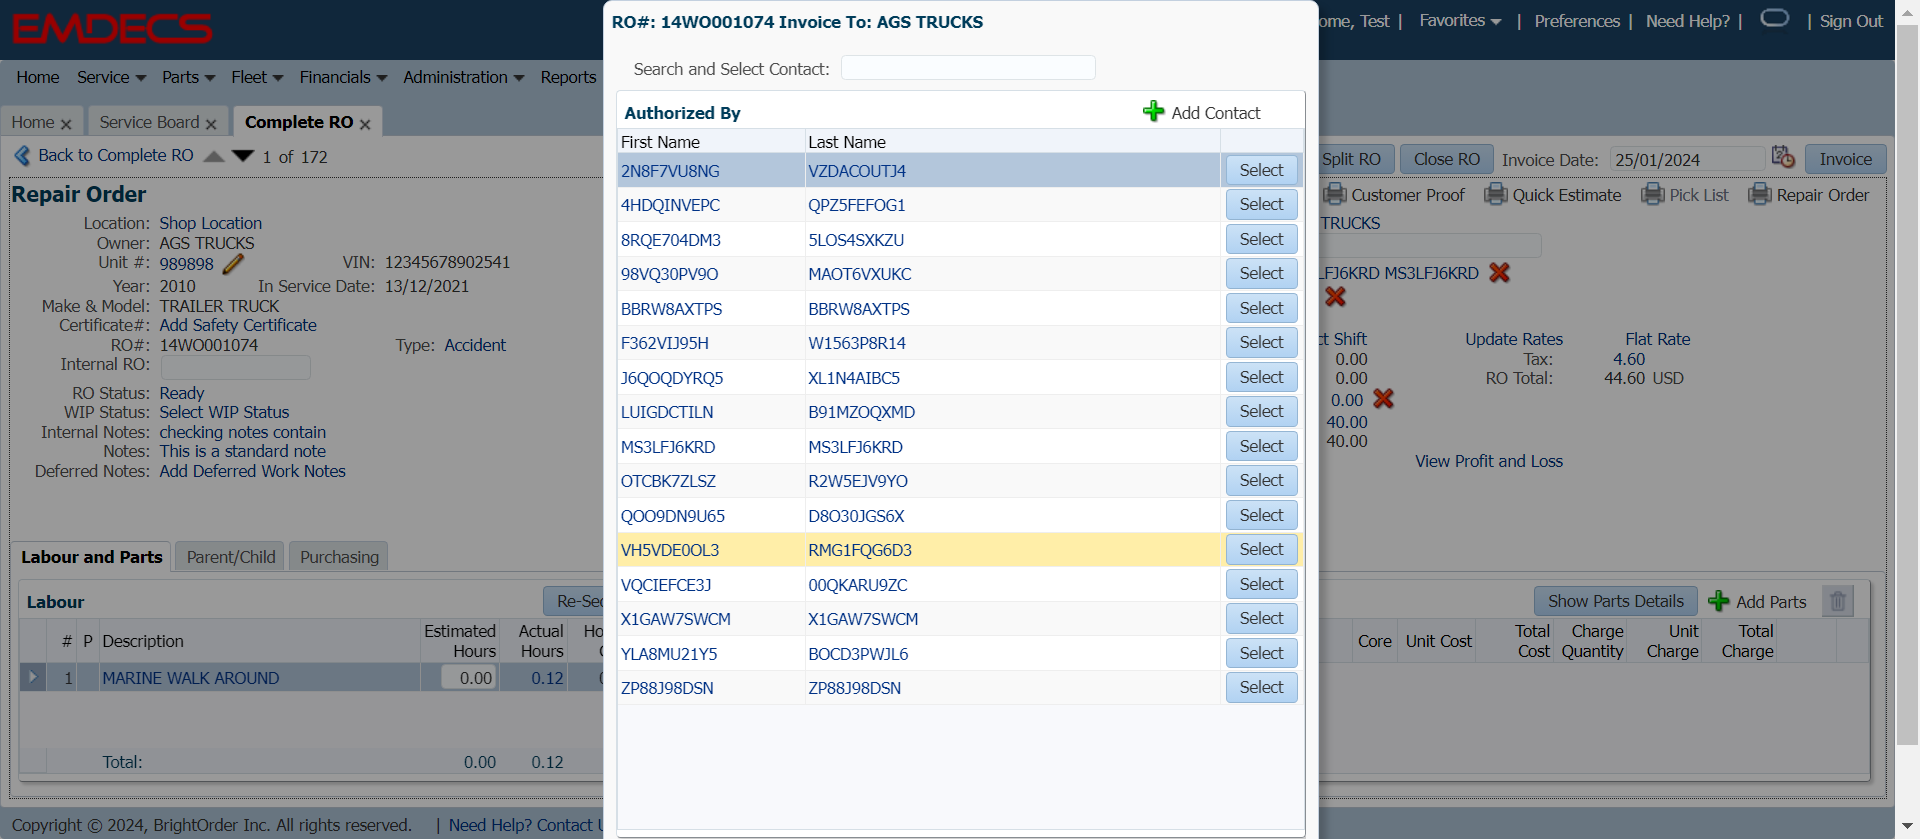 EMDECS
ome, Test | Favorites | Preferences | Need Help? | | Sign Out
Home Service Parts Fleet Financials Administration Reports
Home Service Board Complete RO
Back to Complete RO 1 of 172
Split RO Close RO Invoice Date: 25/01/2024 Invoice
Customer Proof Quick Estimate Pick List Repair Order
Repair Order
Location: Shop Location
Owner: AGS TRUCKS
Unit #: 989898 VIN: 12345678902541
Year: 2010 In Service Date: 13/12/2021
Make & Model: TRAILER TRUCK
Certificate#: Add Safety Certificate
RO#: 14WO001074 Type: Accident
Internal RO:
RO Status: Ready
WIP Status: Select WIP Status
Internal Notes: checking notes contain
Notes: This is a standard note
Deferred Notes: Add Deferred Work Notes
TRUCKS
LFJ6KRD MS3LFJ6KRD
ct Shift Update Rates Flat Rate
0.00 Tax: 4.60
0.00 RO Total: 44.60 USD
0.00
40.00
40.00
View Profit and Loss
Labour and Parts Parent/Child Purchasing
Labour Re-Sec
# P Description Estimated Hours Actual Hours Ho
1 MARINE WALK AROUND 0.00 0.12
Total: 0.00 0.12
Show Parts Details Add Parts
Core Unit Cost Total Cost Charge Quantity Unit Charge Total Charge
RO#: 14WO001074 Invoice To: AGS TRUCKS
Search and Select Contact:
Authorized By Add Contact
First Name Last Name
2N8F7VU8NG VZDACOUTJ4 Select
4HDQINVEPC QPZ5FEFOG1 Select
8RQE704DM3 5LOS4SXKZU Select
98VQ30PV9O MAOT6VXUKC Select
BBRW8AXTPS BBRW8AXTPS Select
F362VIJ95H W1563P8R14 Select
J6QOQDYRQ5 XL1N4AIBC5 Select
LUIGDCTILN B91MZOQXMD Select
MS3LFJ6KRD MS3LFJ6KRD Select
OTCBK7ZLSZ R2W5EJV9YO Select
QOO9DN9U65 D8O30JGS6X Select
VH5VDE0OL3 RMG1FQG6D3 Select
VQCIEFCE3J 00QKARU9ZC Select
X1GAW7SWCM X1GAW7SWCM Select
YLA8MU21Y5 BOCD3PWJL6 Select
ZP88J98DSN ZP88J98DSN Select
Copyright © 2024, BrightOrder Inc. All rights reserved. | Need Help? Contact U